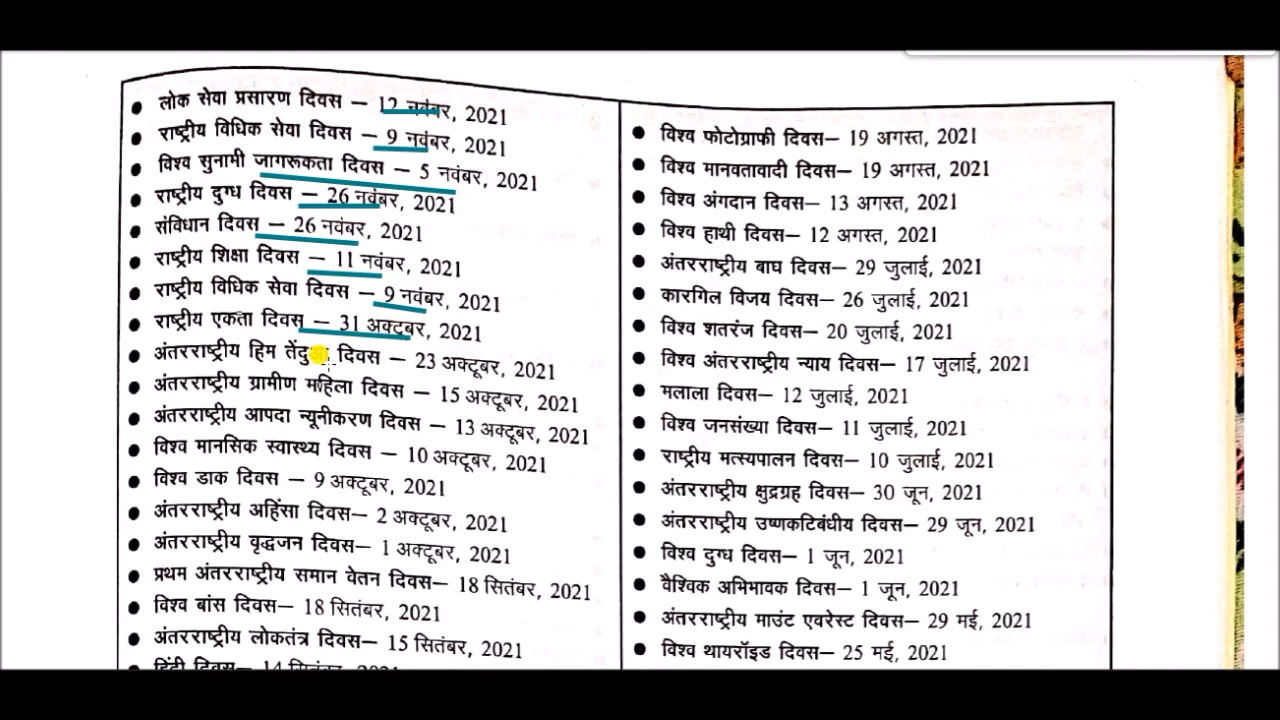 • लोक सेवा प्रसारण दिवस – 12 नवंबर, 2021
• राष्ट्रीय विधिक सेवा दिवस – 9 नवंबर, 2021
• विश्व सुनामी जागरूकता दिवस – 5 नवंबर, 2021
• राष्ट्रीय दुग्ध दिवस – 26 नवंबर, 2021
• संविधान दिवस – 26 नवंबर, 2021
• राष्ट्रीय शिक्षा दिवस – 11 नवंबर, 2021
• राष्ट्रीय विधिक सेवा दिवस – 9 नवंबर, 2021
• राष्ट्रीय एकता दिवस – 31 अक्टूबर, 2021
• अंतरराष्ट्रीय हिम दिवस – 23 अक्टूबर, 2021
• अंतरराष्ट्रीय ग्रामीण महिला दिवस – 15 अक्टूबर, 2021
• अंतरराष्ट्रीय आपदा न्यूनीकरण दिवस – 13 अक्टूबर, 2021
• विश्व मानसिक स्वास्थ्य दिवस – 10 अक्टूबर, 2021
• विश्व डाक दिवस – 9 अक्टूबर, 2021
• अंतरराष्ट्रीय अहिंसा दिवस– 2 अक्टूबर, 2021
• अंतरराष्ट्रीय वृद्धजन दिवस– 1 अक्टूबर, 2021
• प्रथम अंतरराष्ट्रीय समान वेतन दिवस– 18 सितंबर, 2021
• विश्व बांस दिवस– 18 सितंबर, 2021
• अंतरराष्ट्रीय लोकतंत्र दिवस– 15 सितंबर, 2021
हिंदी दिवस– 14 सितंबर, 2021
• विश्व फोटोग्राफी दिवस– 19 अगस्त, 2021
• विश्व मानवतावादी दिवस– 19 अगस्त, 2021
• विश्व अंगदान दिवस– 13 अगस्त, 2021
• विश्व हाथी दिवस– 12 अगस्त, 2021
• अंतरराष्ट्रीय बाघ दिवस– 29 जुलाई, 2021
• कारगिल विजय दिवस– 26 जुलाई, 2021
• विश्व शतरंज दिवस– 20 जुलाई, 2021
• विश्व अंतरराष्ट्रीय न्याय दिवस– 17 जुलाई, 2021
• मलाला दिवस– 12 जुलाई, 2021
• विश्व जनसंख्या दिवस– 11 जुलाई, 2021
• राष्ट्रीय मत्स्यपालन दिवस– 10 जुलाई, 2021
• अंतरराष्ट्रीय क्षुद्रग्रह दिवस– 30 जून, 2021
• अंतरराष्ट्रीय उष्णकटिबंधीय दिवस– 29 जून, 2021
• विश्व दुग्ध दिवस– 1 जून, 2021
• वैश्विक अभिभावक दिवस– 1 जून, 2021
• अंतरराष्ट्रीय माउंट एवरेस्ट दिवस– 29 मई, 2021
• विश्व थायरॉइड दिवस– 25 मई, 2021